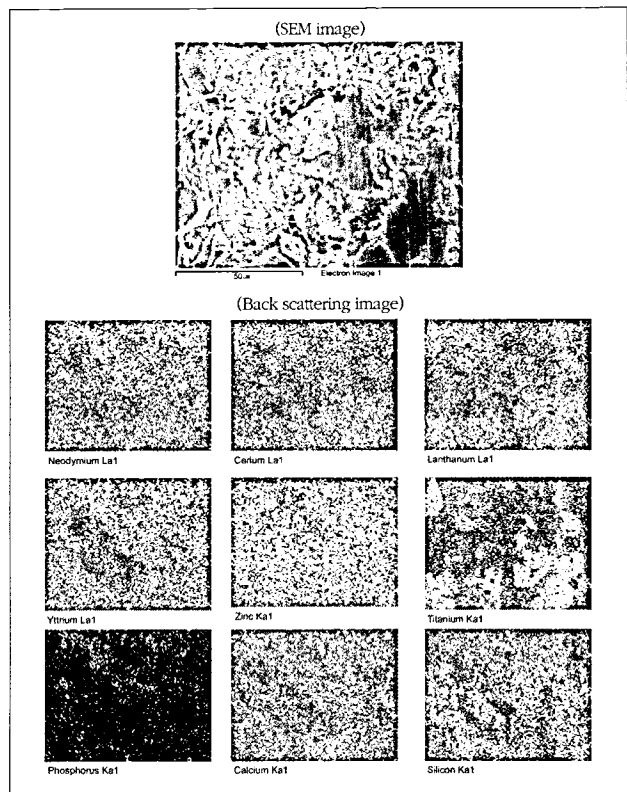 (SEM image)
50um Electron Image 1
(Back scattering image)
Neodymium La1 Cerium La1 Lanthanum La1
Yttrium La1 Zinc Ka1 Titanium Ka1
Phosphorus Ka1 Calcium Ka1 Silicon Ka1